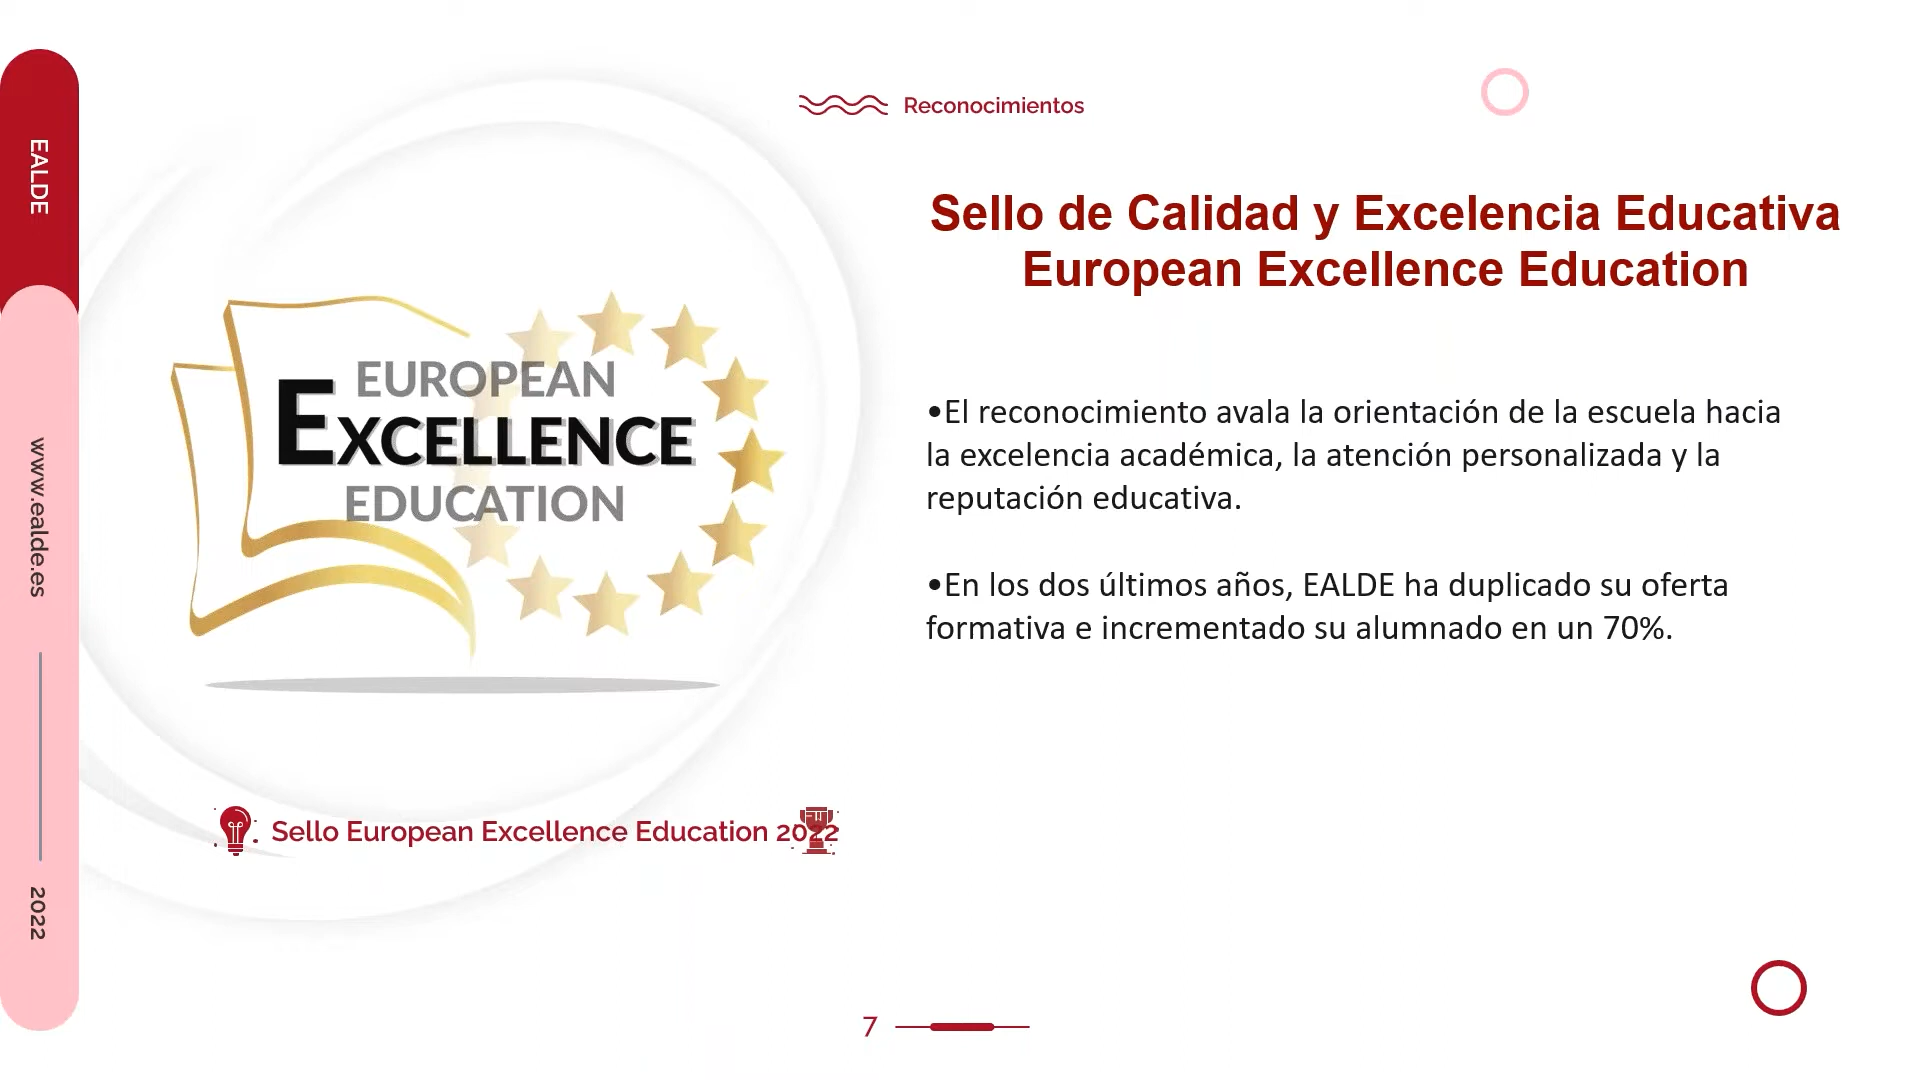 EALDE
www.ealde.es
2022
Reconocimientos
Sello de Calidad y Excelencia Educativa
European Excellence Education
EUROPEAN
EXCELLENCE
EDUCATION
•El reconocimiento avala la orientación de la escuela hacia
la excelencia académica, la atención personalizada y la
reputación educativa.
•En los dos últimos años, EALDE ha duplicado su oferta
formativa e incrementado su alumnado en un 70%.
Sello European Excellence Education 2022
7